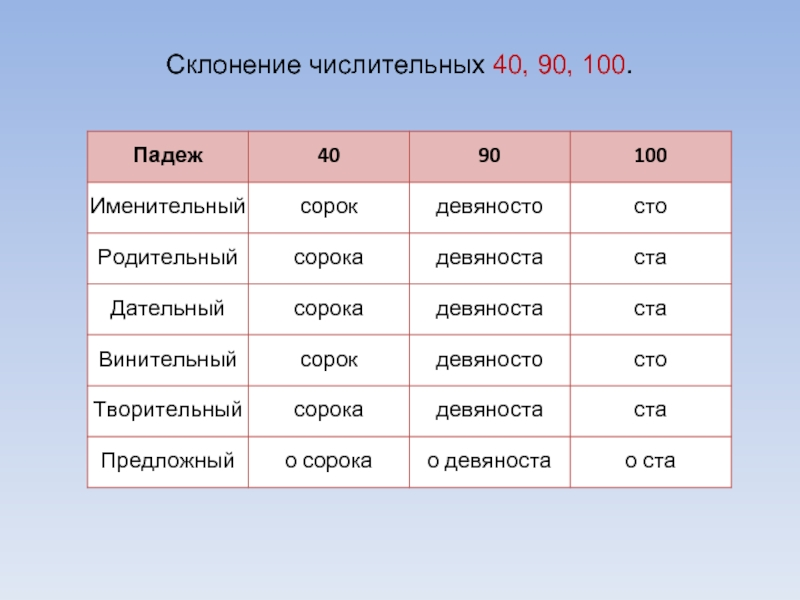 Склонение числительных 40, 90, 100.
Падеж 40 90 100
Именительный сорок девяносто сто
Родительный сорока девяноста ста
Дательный сорока девяноста ста
Винительный сорок девяносто сто
Творительный сорока девяноста ста
Предложный о сорока о девяноста о ста